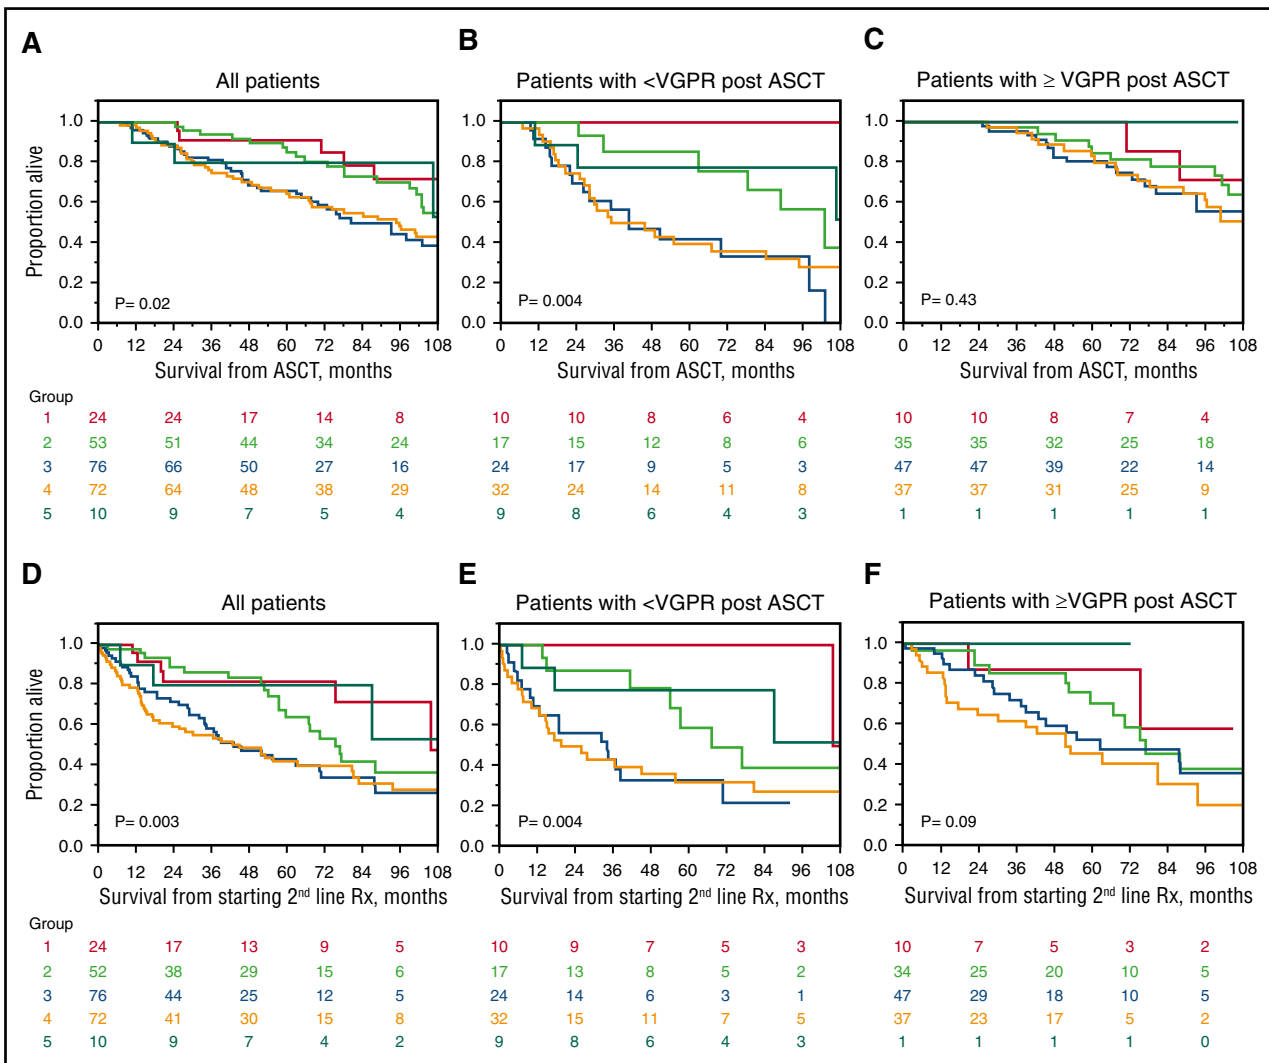 A
B
C
All patients
Patients with <VGPR post ASCT
Patients with ≥ VGPR post ASCT
Proportion alive
1.0
0.8
0.6
0.4
0.2
0.0
P= 0.02
0 12 24 36 48 60 72 84 96 108
Survival from ASCT, months
1.0
0.8
0.6
0.4
0.2
0.0
P= 0.004
0 12 24 36 48 60 72 84 96 108
Survival from ASCT, months
1.0
0.8
0.6
0.4
0.2
0.0
P= 0.43
0 12 24 36 48 60 72 84 96 108
Survival from ASCT, months
Group
1 24 24 17 14 8 10 10 8 6 4 10 10 8 7 4
2 53 51 44 34 24 17 15 12 8 6 35 35 32 25 18
3 76 66 50 27 16 24 17 9 5 3 47 47 39 22 14
4 72 64 48 38 29 32 24 14 11 8 37 37 31 25 9
5 10 9 7 5 4 9 8 6 4 3 1 1 1 1 1
D
E
F
All patients
Patients with <VGPR post ASCT
Patients with ≥VGPR post ASCT
Proportion alive
1.0
0.8
0.6
0.4
0.2
0.0
P= 0.003
0 12 24 36 48 60 72 84 96 108
Survival from starting 2nd line Rx, months
1.0
0.8
0.6
0.4
0.2
0.0
P= 0.004
0 12 24 36 48 60 72 84 96 108
Survival from starting 2nd line Rx, months
1.0
0.8
0.6
0.4
0.2
0.0
P= 0.09
0 12 24 36 48 60 72 84 96 108
Survival from starting 2nd line Rx, months
Group
1 24 17 13 9 5 10 9 7 5 3 10 7 5 3 2
2 52 38 29 15 6 17 13 8 5 2 34 25 20 10 5
3 76 44 25 12 5 24 14 6 3 1 47 29 18 10 5
4 72 41 30 15 8 32 15 11 7 5 37 23 17 5 2
5 10 9 7 4 2 9 8 6 4 3 1 1 1 1 0